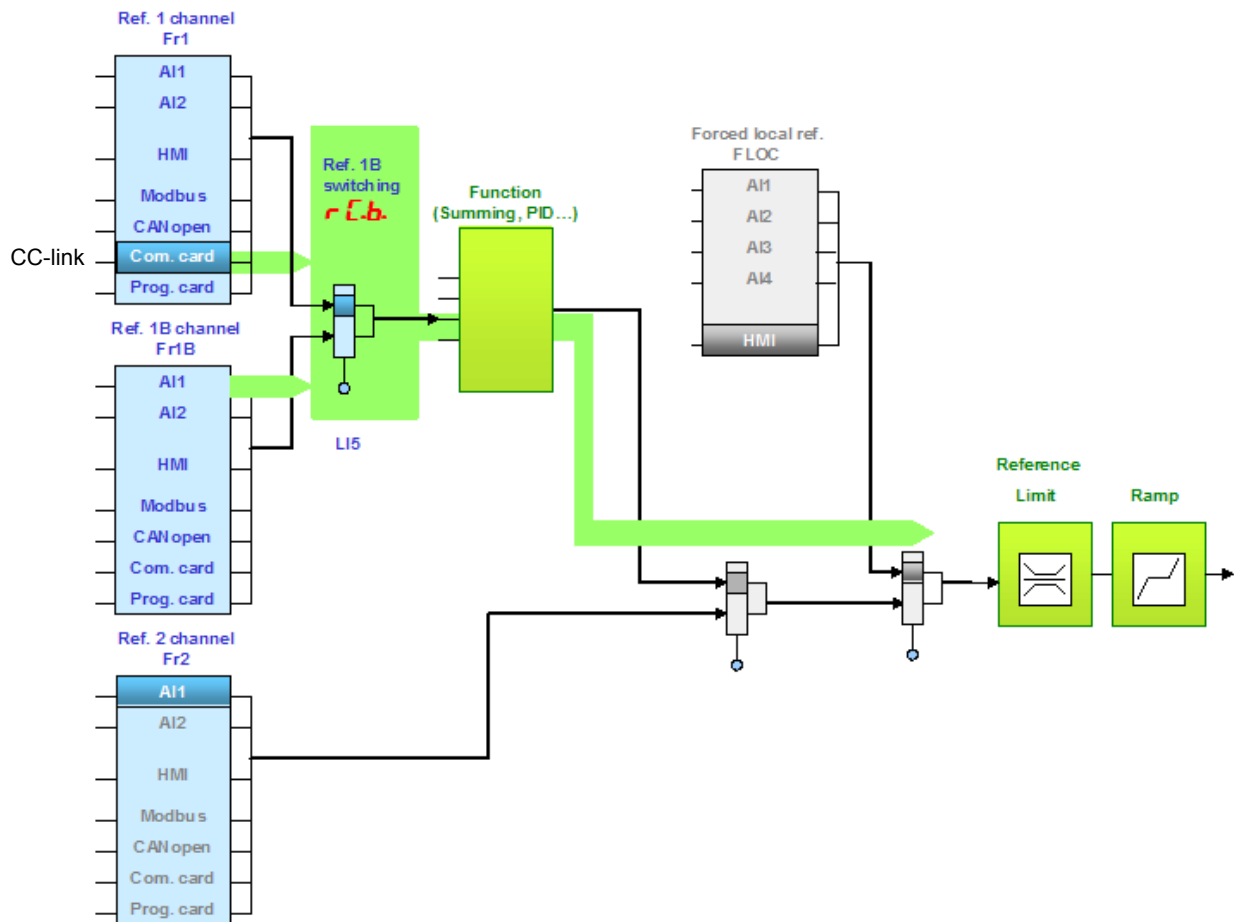 Ref. 1 channel
Fr1
AI1
AI2
HMI
Modbus
CANopen
CC-link
Com. card
Prog. card
Ref. 1B channel
Fr1B
AI1
AI2
HMI
Modbus
CANopen
Com. card
Prog. card
Ref. 2 channel
Fr2
AI1
AI2
HMI
Modbus
CANopen
Com. card
Prog. card
Ref. 1B
switching
rC.b.
LI5
Function
(Summing, PID...)
Forced local ref.
FLOC
AI1
AI2
AI3
AI4
HMI
Reference
Limit
Ramp